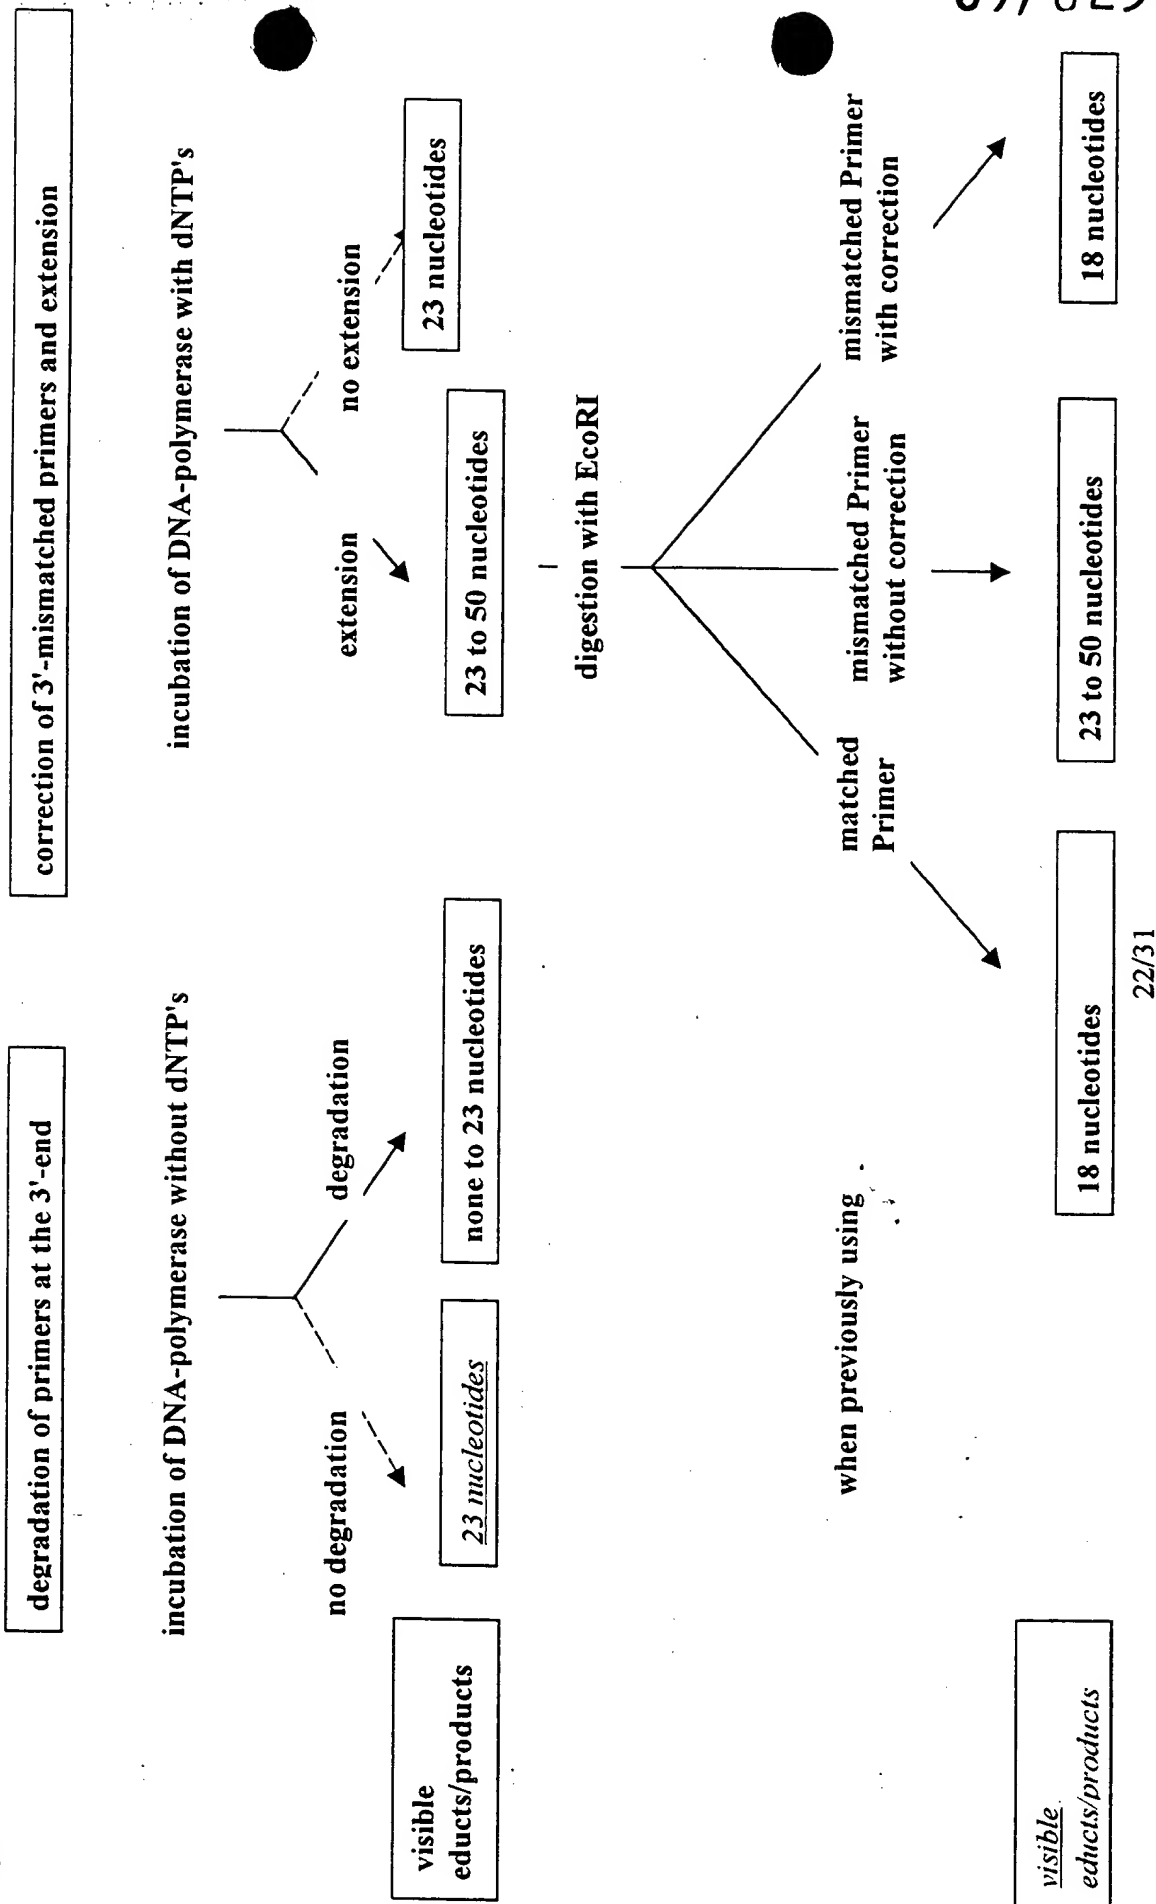 degradation of primers at the 3'-end
correction of 3'-mismatched primers and extension
incubation of DNA-polymerase without dNTP's
incubation of DNA-polymerase with dNTP's
no degradation
degradation
extension
no extension
visible
educts/products
23 nucleotides
none to 23 nucleotides
23 to 50 nucleotides
23 nucleotides
digestion with EcoRI
when previously using
matched
Primer
mismatched Primer
without correction
mismatched Primer
with correction
visible
educts/products
18 nucleotides
23 to 50 nucleotides
18 nucleotides
22/31